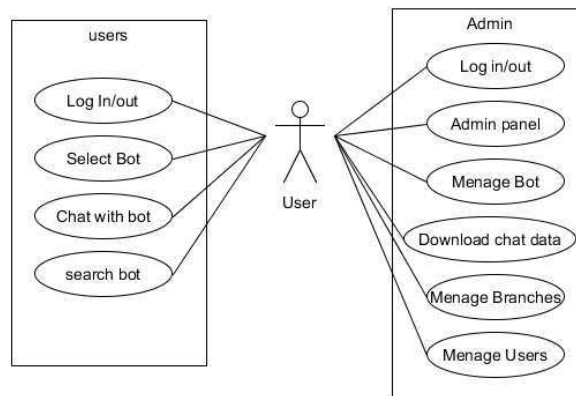 users
Log In/out
Select Bot
Chat with bot
search bot
User
Admin
Log in/out
Admin panel
Menage Bot
Download chat data
Menage Branches
Menage Users